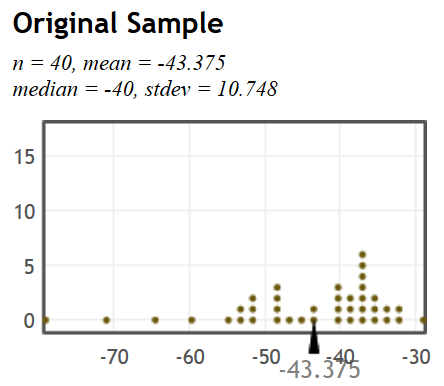 Original Sample
n = 40, mean = -43.375
median = -40, stdev = 10.748
15
10
5
0
-70 -60 -50 -40 -30
-43.375